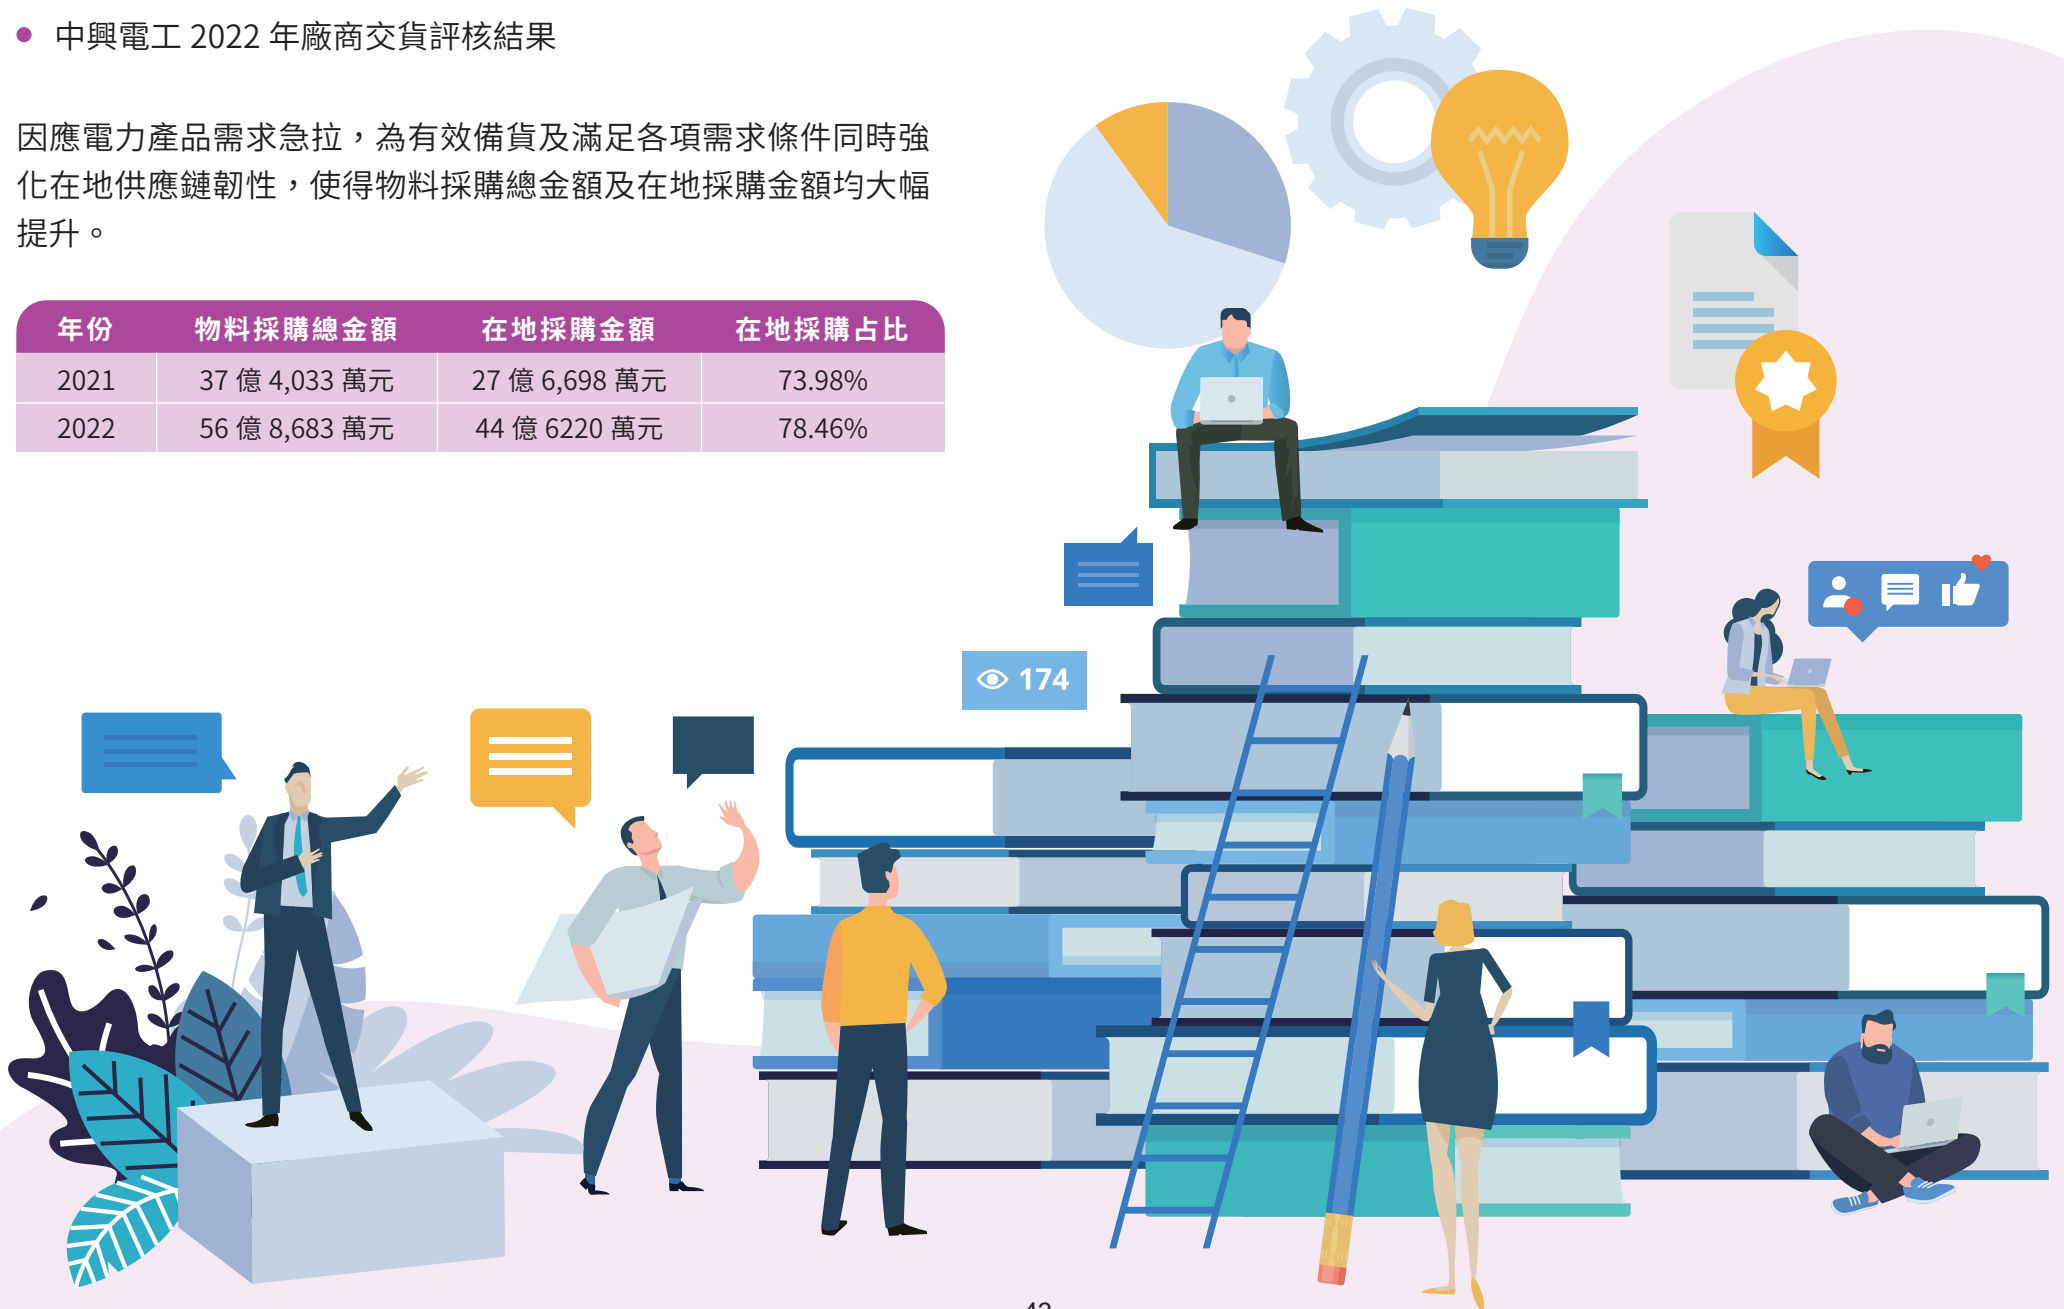 中興電工 2022 年廠商交貨評核結果
因應電力產品需求急拉，為有效備貨及滿足各項需求條件同時強
化在地供應鏈韌性，使得物料採購總金額及在地採購金額均大幅
提升。
年份 物料採購總金額 在地採購金額 在地採購占比
2021 37 億 4,033 萬元 27 億 6,698 萬元 73.98%
2022 56 億 8,683 萬元 44 億 6220 萬元 78.46%
174